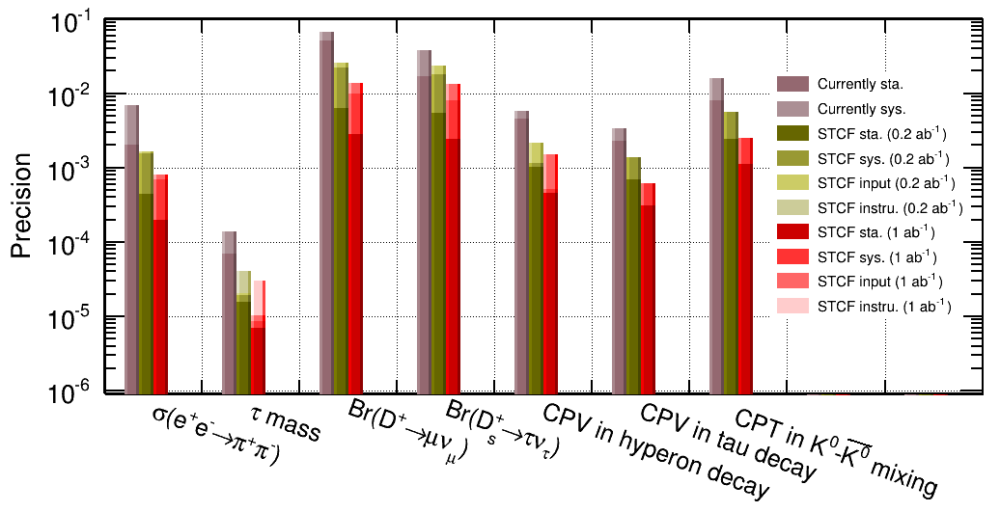 Precision
10⁻¹
10⁻²
10⁻³
10⁻⁴
10⁻⁵
10⁻⁶
Currently sta.
Currently sys.
STCF sta. (0.2 ab⁻¹)
STCF sys. (0.2 ab⁻¹)
STCF input (0.2 ab⁻¹)
STCF instru. (0.2 ab⁻¹)
STCF sta. (1 ab⁻¹)
STCF sys. (1 ab⁻¹)
STCF input (1 ab⁻¹)
STCF instru. (1 ab⁻¹)
σ(e⁺e⁻→π⁺π⁻)
τ mass
Br(D⁺→μν_μ)
Br(D_s⁺→τν_τ)
CPV in hyperon decay
CPV in tau decay
CPT in K⁰-K̅⁰ mixing